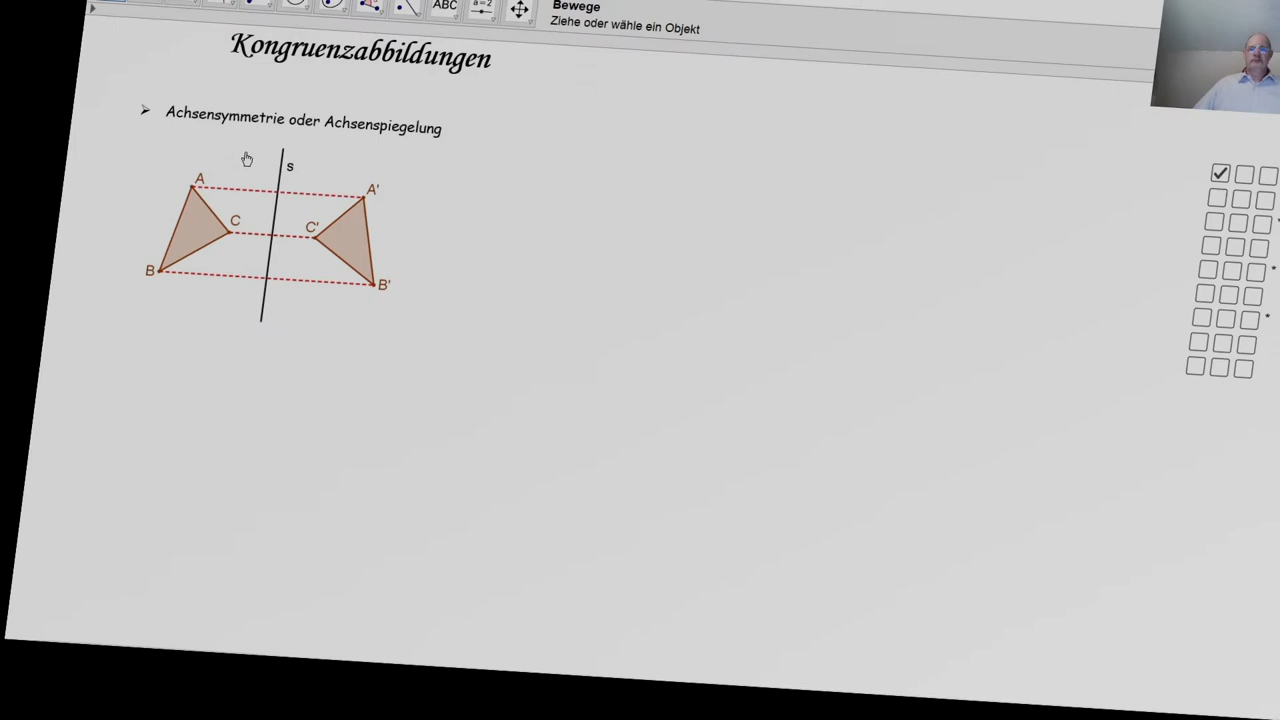 ABC
a=2
Bewege
Ziehe oder wähle ein Objekt
Kongruenzabbildungen
Achsensymmetrie oder Achsenspiegelung
s
A
A'
C
C'
B
B'
*
*